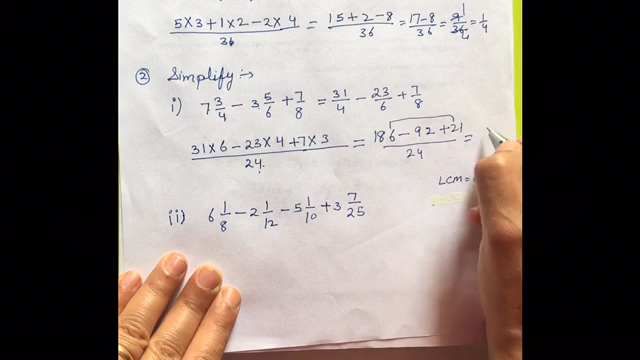 5×3+1×2−2×4/36 = 15+2−8/36 = 17−8/36 = 9/36 = 1/4
② Simplify :→
i) 7 3/4 − 3 5/6 + 7/8 = 31/4 − 23/6 + 7/8
31×6 − 23×4 + 7×3/24. = 186 − 92 + 21/24 =
LCM =
ii) 6 1/8 − 2 1/12 − 5 1/10 + 3 7/25